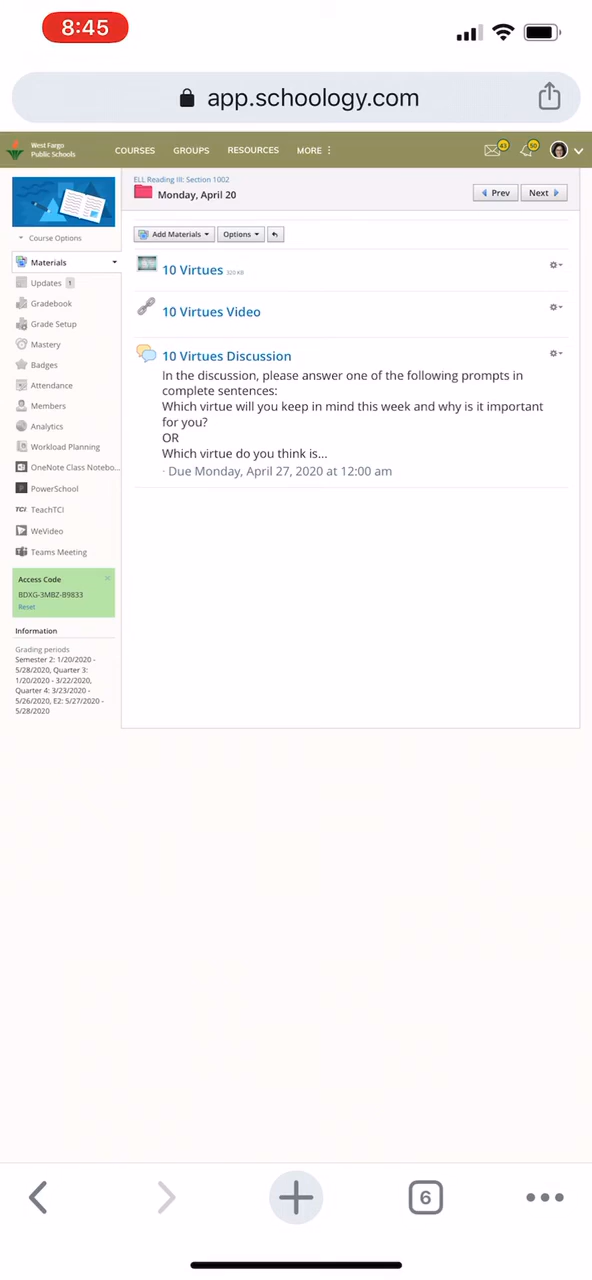 8:45
app.schoology.com
West Fargo
Public Schools
COURSES
GROUPS
RESOURCES
MORE
43
50
Course Options
Materials
Updates 1
Gradebook
Grade Setup
Mastery
Badges
Attendance
Members
Analytics
Workload Planning
OneNote Class Notebo...
PowerSchool
TCI TeachTCI
WeVideo
Teams Meeting
Access Code
BDXG-3MBZ-B9833
Reset
Information
Grading periods
Semester 2: 1/20/2020 -
5/28/2020, Quarter 3:
1/20/2020 - 3/22/2020,
Quarter 4: 3/23/2020 -
5/26/2020, E2: 5/27/2020 -
5/28/2020
ELL Reading III: Section 1002
Monday, April 20
Prev
Next
Add Materials
Options
10 Virtues 320 KB
10 Virtues Video
10 Virtues Discussion
In the discussion, please answer one of the following prompts in
complete sentences:
Which virtue will you keep in mind this week and why is it important
for you?
OR
Which virtue do you think is...
· Due Monday, April 27, 2020 at 12:00 am
6